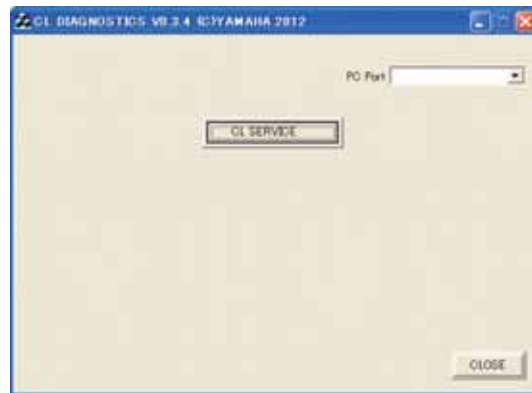 CL DIAGNOSTICS V0.3.4 (C)YAMAHA 2012
PC Port
CL SERVICE
CLOSE